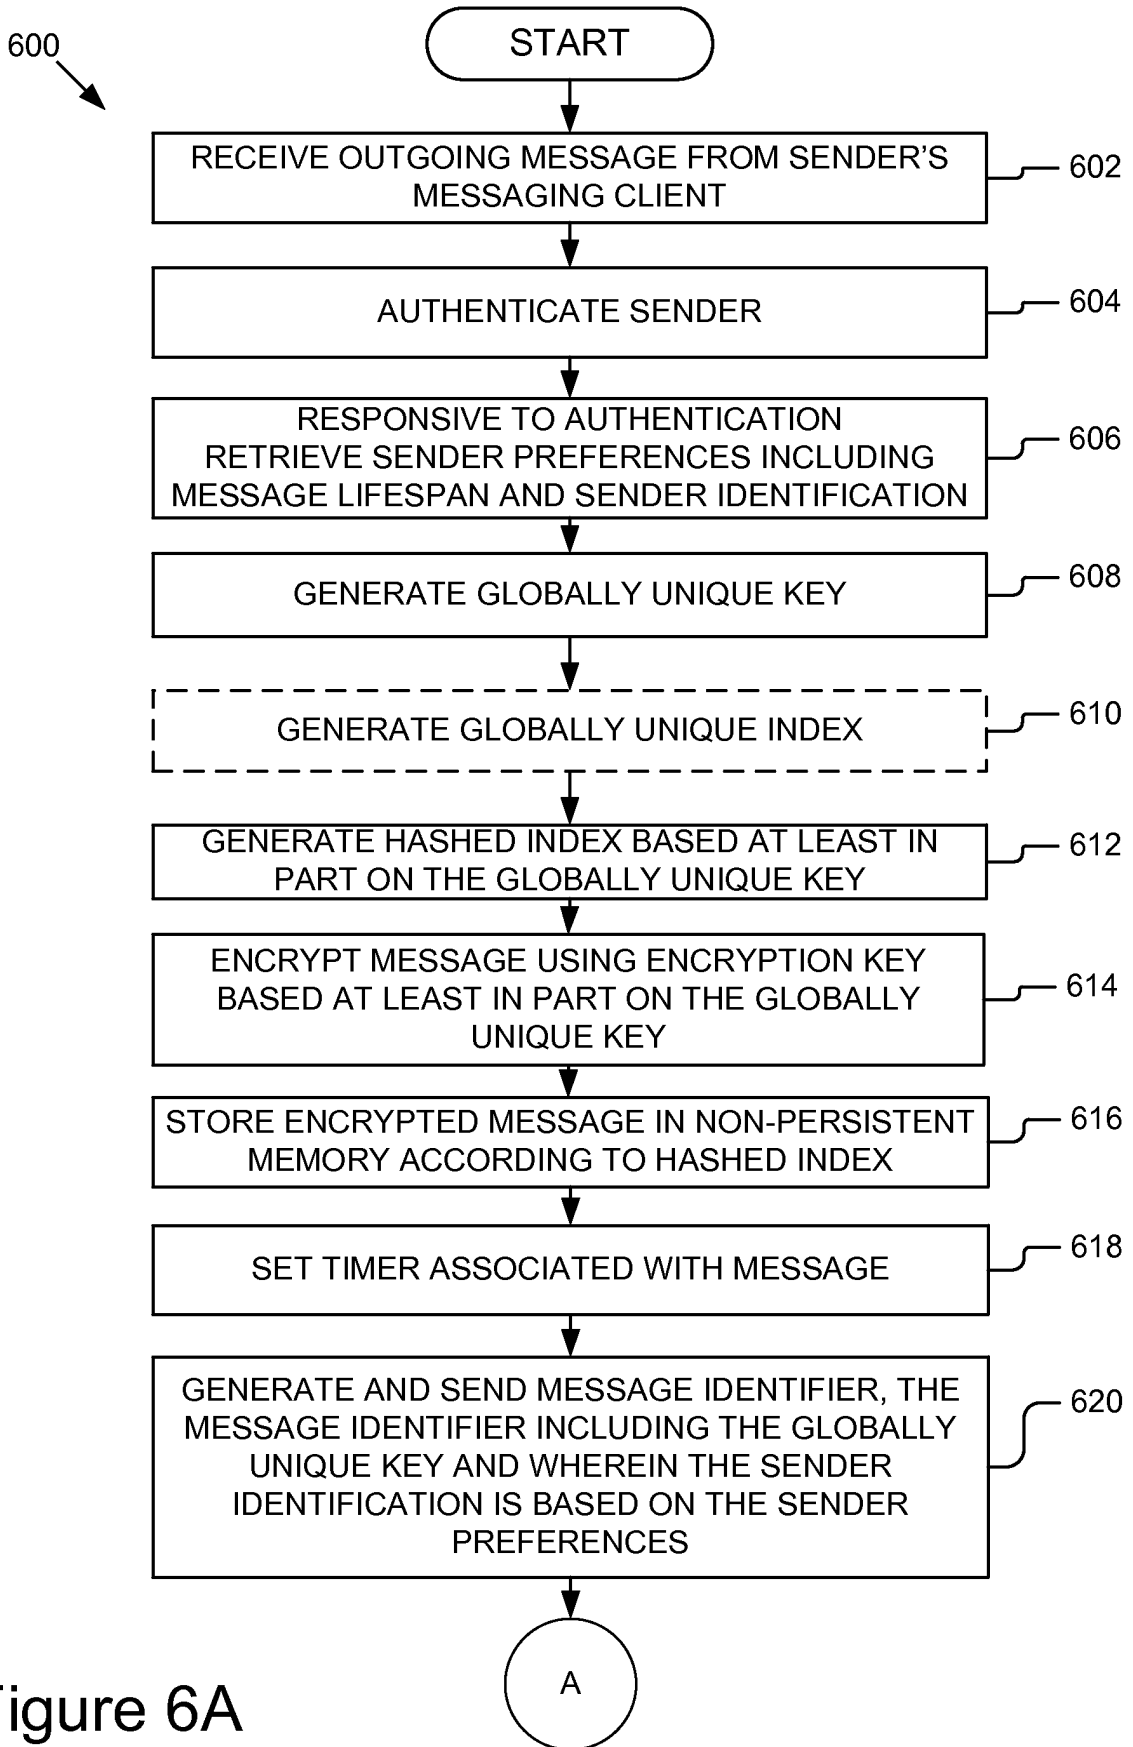 600
START
RECEIVE OUTGOING MESSAGE FROM SENDER’S
MESSAGING CLIENT
602
AUTHENTICATE SENDER
604
RESPONSIVE TO AUTHENTICATION
RETRIEVE SENDER PREFERENCES INCLUDING
MESSAGE LIFESPAN AND SENDER IDENTIFICATION
606
GENERATE GLOBALLY UNIQUE KEY
608
GENERATE GLOBALLY UNIQUE INDEX
610
GENERATE HASHED INDEX BASED AT LEAST IN
PART ON THE GLOBALLY UNIQUE KEY
612
ENCRYPT MESSAGE USING ENCRYPTION KEY
BASED AT LEAST IN PART ON THE GLOBALLY
UNIQUE KEY
614
STORE ENCRYPTED MESSAGE IN NON-PERSISTENT
MEMORY ACCORDING TO HASHED INDEX
616
SET TIMER ASSOCIATED WITH MESSAGE
618
GENERATE AND SEND MESSAGE IDENTIFIER, THE
MESSAGE IDENTIFIER INCLUDING THE GLOBALLY
UNIQUE KEY AND WHEREIN THE SENDER
IDENTIFICATION IS BASED ON THE SENDER
PREFERENCES
620
A
igure 6A